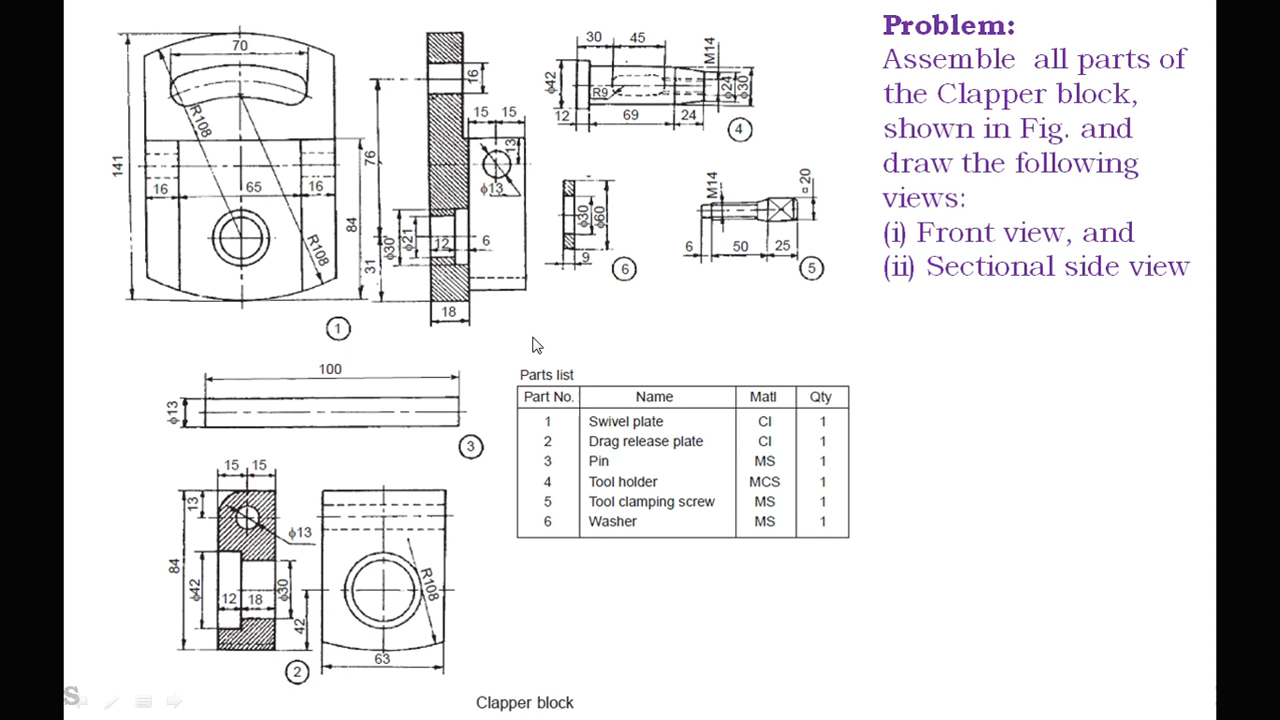 Problem:
Assemble all parts of
the Clapper block,
shown in Fig. and
draw the following
views:
(i) Front view, and
(ii) Sectional side view
70
R108
141
16
65
16
R108
84
1
16
76
15
15
13
ϕ13
ϕ30
ϕ21
12
6
31
18
30
45
M14
ϕ42
R9
ϕ24
ϕ30
12
69
24
4
ϕ30
ϕ60
9
6
M14
□20
6
50
25
5
100
ϕ13
3
Parts list
Part No. Name Matl Qty
1 Swivel plate CI 1
2 Drag release plate CI 1
3 Pin MS 1
4 Tool holder MCS 1
5 Tool clamping screw MS 1
6 Washer MS 1
15
15
13
ϕ13
84
ϕ42
12
18
ϕ30
42
2
R108
63
Clapper block
S